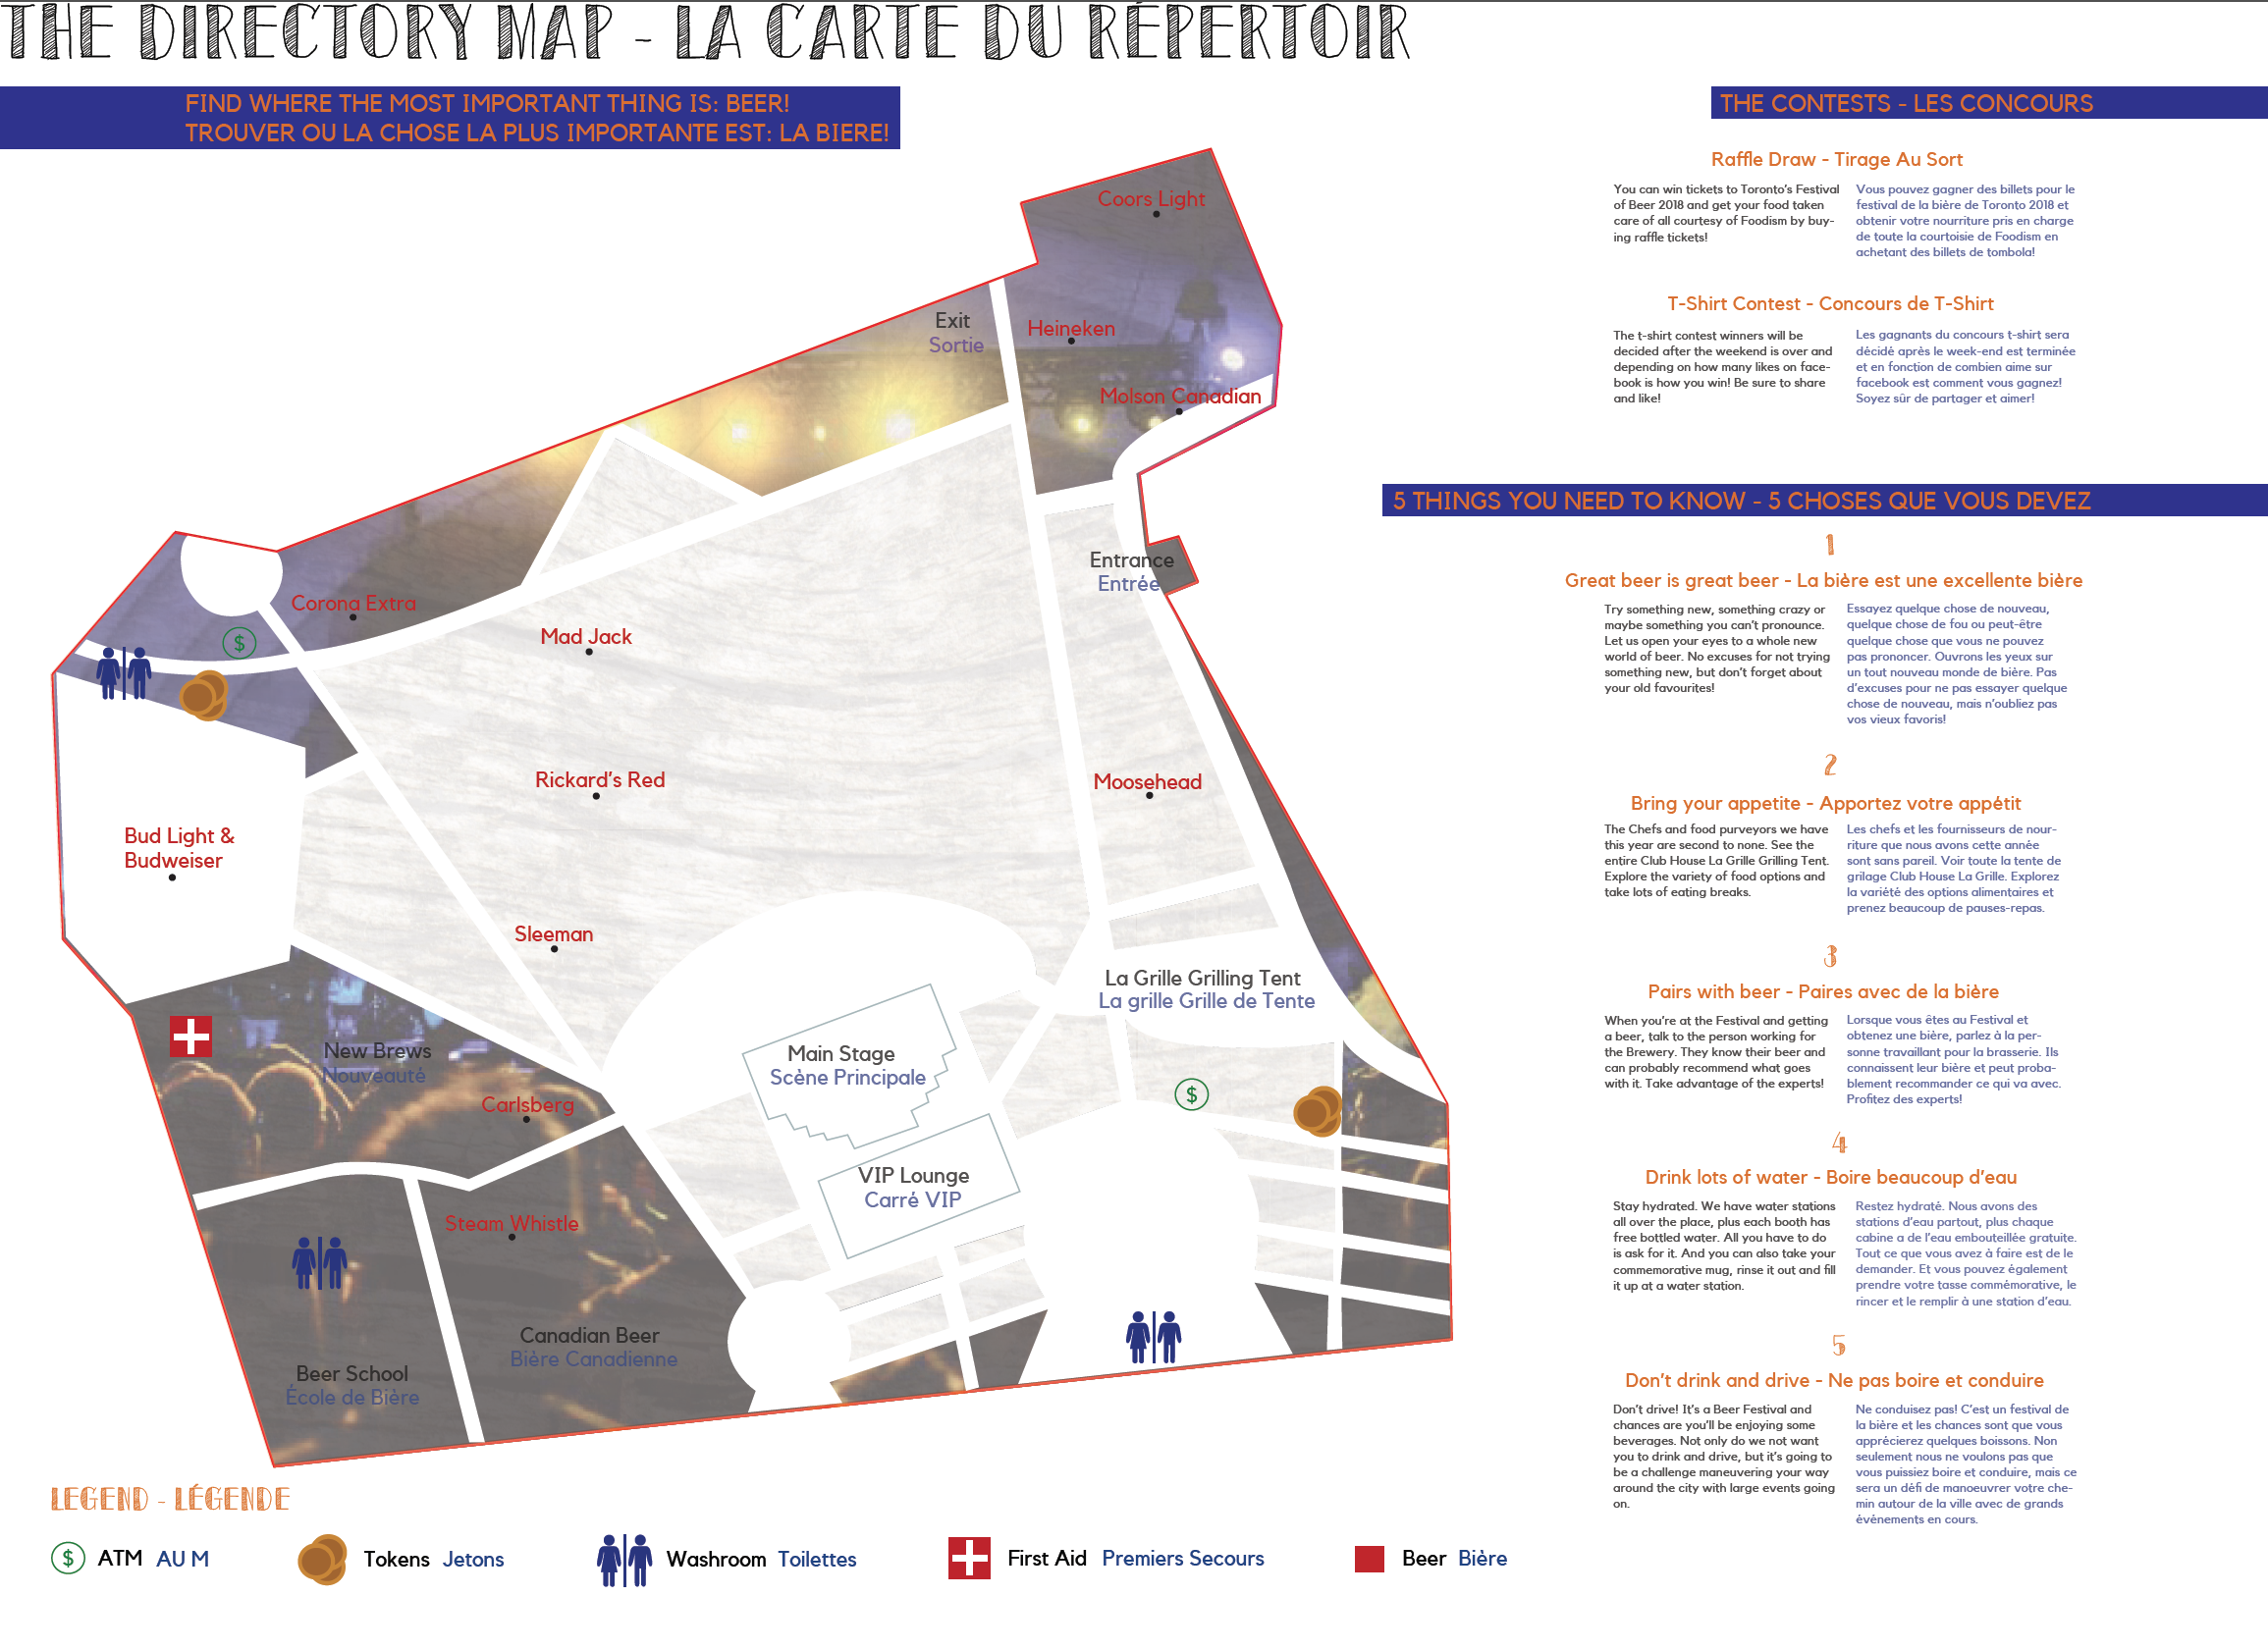 THE DIRECTORY MAP - LA CARTE DU RÉPERTOIR
FIND WHERE THE MOST IMPORTANT THING IS: BEER!
TROUVER OU LA CHOSE LA PLUS IMPORTANTE EST: LA BIERE!
Coors Light
Exit
Sortie
Heineken
Molson Canadian
Entrance
Entrée
Corona Extra
$
Mad Jack
Rickard's Red
Moosehead
Bud Light &
Budweiser
Sleeman
La Grille Grilling Tent
La grille Grille de Tente
New Brews
Nouveauté
Main Stage
Scène Principale
Carlsberg
$
VIP Lounge
Carré VIP
Steam Whistle
Canadian Beer
Bière Canadienne
Beer School
École de Bière
LEGEND - LÉGENDE
$ ATM AU M
Tokens Jetons
Washroom Toilettes
First Aid Premiers Secours
Beer Bière
THE CONTESTS - LES CONCOURS
Raffle Draw - Tirage Au Sort
You can win tickets to Toronto's Festival
of Beer 2018 and get your food taken
care of all courtesy of Foodism by buy-
ing raffle tickets!
Vous pouvez gagner des billets pour le
festival de la bière de Toronto 2018 et
obtenir votre nourriture pris en charge
de toute la courtoisie de Foodism en
achetant des billets de tombola!
T-Shirt Contest - Concours de T-Shirt
The t-shirt contest winners will be
decided after the weekend is over and
depending on how many likes on face-
book is how you win! Be sure to share
and like!
Les gagnants du concours t-shirt sera
décidé après le week-end est terminée
et en fonction de combien aime sur
facebook est comment vous gagnez!
Soyez sûr de partager et aimer!
5 THINGS YOU NEED TO KNOW - 5 CHOSES QUE VOUS DEVEZ
1
Great beer is great beer - La bière est une excellente bière
Try something new, something crazy or
maybe something you can't pronounce.
Let us open your eyes to a whole new
world of beer. No excuses for not trying
something new, but don't forget about
your old favourites!
Essayez quelque chose de nouveau,
quelque chose de fou ou peut-être
quelque chose que vous ne pouvez
pas prononcer. Ouvrons les yeux sur
un tout nouveau monde de bière. Pas
d'excuses pour ne pas essayer quelque
chose de nouveau, mais n'oubliez pas
vos vieux favoris!
2
Bring your appetite - Apportez votre appétit
The Chefs and food purveyors we have
this year are second to none. See the
entire Club House La Grille Grilling Tent.
Explore the variety of food options and
take lots of eating breaks.
Les chefs et les fournisseurs de nour-
riture que nous avons cette année
sont sans pareil. Voir toute la tente de
grilage Club House La Grille. Explorez
la variété des options alimentaires et
prenez beaucoup de pauses-repas.
3
Pairs with beer - Paires avec de la bière
When you're at the Festival and getting
a beer, talk to the person working for
the Brewery. They know their beer and
can probably recommend what goes
with it. Take advantage of the experts!
Lorsque vous êtes au Festival et
obtenez une bière, parlez à la per-
sonne travaillant pour la brasserie. Ils
connaissent leur bière et peut proba-
blement recommander ce qui va avec.
Profitez des experts!
4
Drink lots of water - Boire beaucoup d'eau
Stay hydrated. We have water stations
all over the place, plus each booth has
free bottled water. All you have to do
is ask for it. And you can also take your
commemorative mug, rinse it out and fill
it up at a water station.
Restez hydraté. Nous avons des
stations d'eau partout, plus chaque
cabine a de l'eau embouteillée gratuite.
Tout ce que vous avez à faire est de le
demander. Et vous pouvez également
prendre votre tasse commémorative, le
rincer et le remplir à une station d'eau.
5
Don't drink and drive - Ne pas boire et conduire
Don't drive! It's a Beer Festival and
chances are you'll be enjoying some
beverages. Not only do we not want
you to drink and drive, but it's going to
be a challenge maneuvering your way
around the city with large events going
on.
Ne conduisez pas! C'est un festival de
la bière et les chances sont que vous
apprécierez quelques boissons. Non
seulement nous ne voulons pas que
vous puissiez boire et conduire, mais ce
sera un défi de manoeuvrer votre che-
min autour de la ville avec de grands
événements en cours.